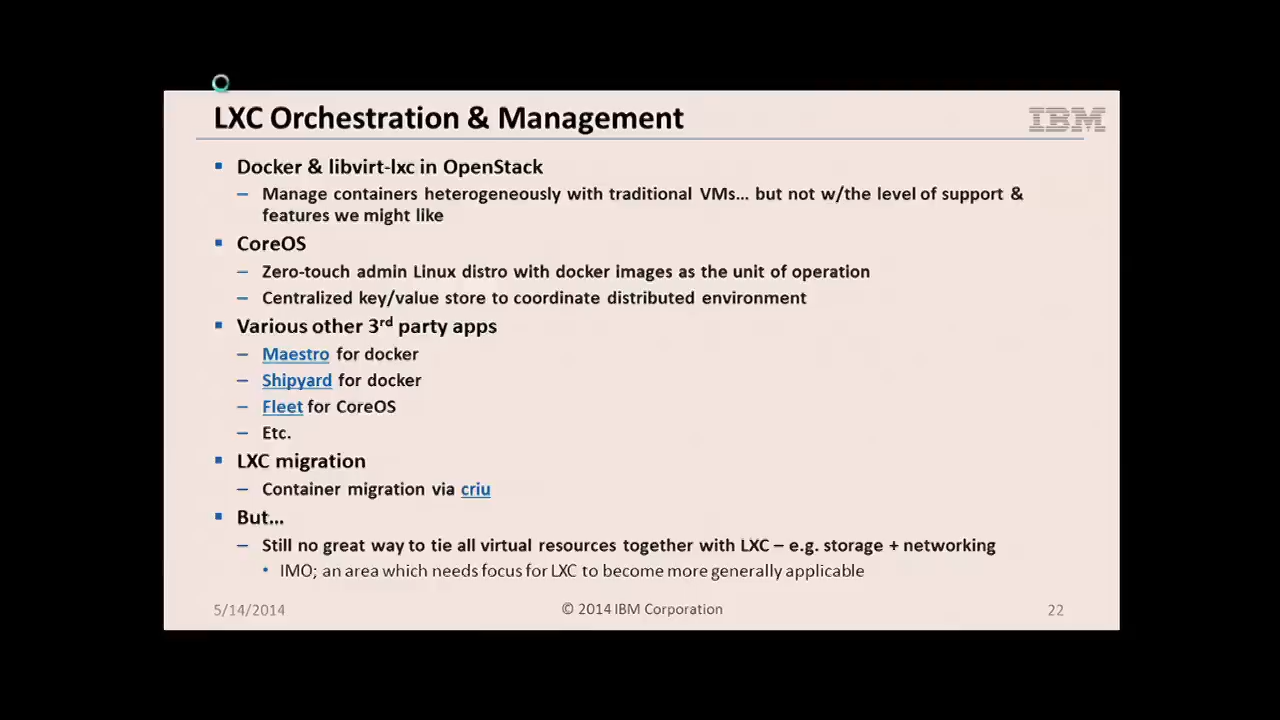 LXC Orchestration & Management
IBM
▪ Docker & libvirt-lxc in OpenStack
– Manage containers heterogeneously with traditional VMs... but not w/the level of support &
features we might like
▪ CoreOS
– Zero-touch admin Linux distro with docker images as the unit of operation
– Centralized key/value store to coordinate distributed environment
▪ Various other 3rd party apps
– Maestro for docker
– Shipyard for docker
– Fleet for CoreOS
– Etc.
▪ LXC migration
– Container migration via criu
▪ But...
– Still no great way to tie all virtual resources together with LXC – e.g. storage + networking
• IMO; an area which needs focus for LXC to become more generally applicable
5/14/2014 © 2014 IBM Corporation 22